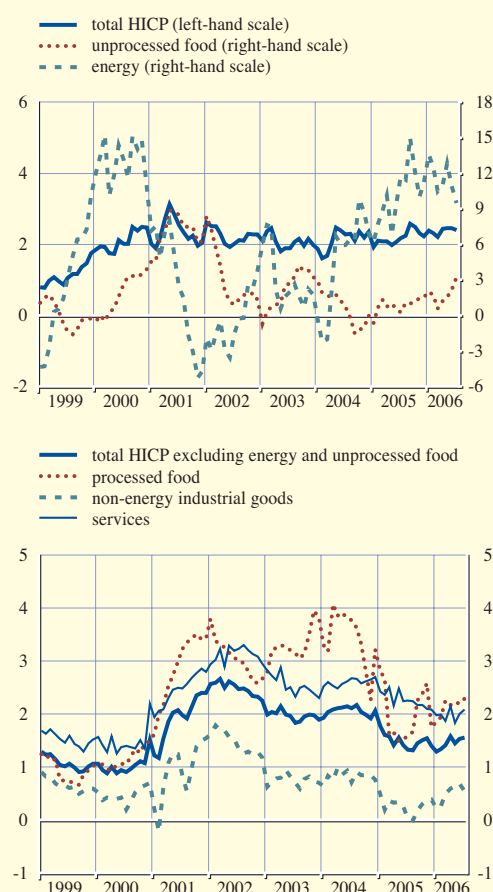 total HICP (left-hand scale)
unprocessed food (right-hand scale)
energy (right-hand scale)
6 18
15
4 12
9
2 6
3
0 0
-3
-2 -6
1999 2000 2001 2002 2003 2004 2005 2006
total HICP excluding energy and unprocessed food
processed food
non-energy industrial goods
services
5 5
4 4
3 3
2 2
1 1
0 0
-1 -1
1999 2000 2001 2002 2003 2004 2005 2006